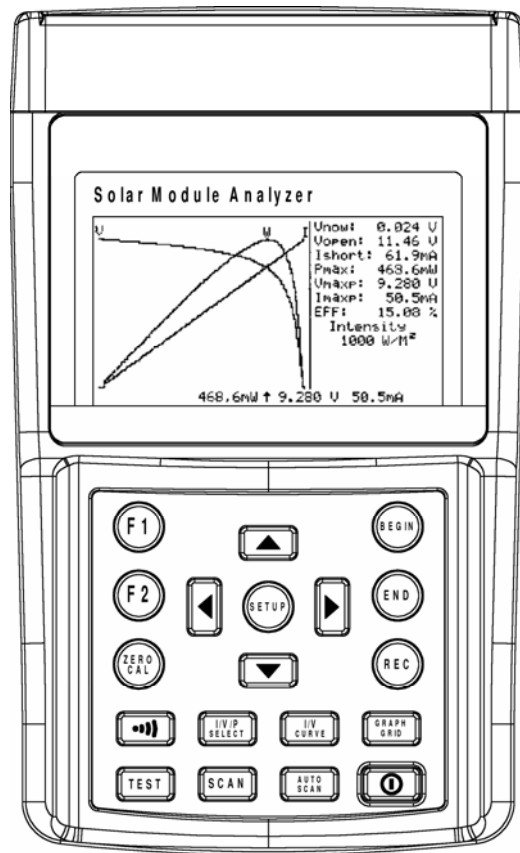 Solar Module Analyzer
V W I
Vnow: 0.024 V
Vopen: 11.46 V
Ishort: 61.9mA
Pmax: 468.6mW
Vmaxp: 9.280 V
Imaxp: 50.5mA
EFF: 15.08 %
Intensity
1000 W/M²
468.6mW↑ 9.280 V 50.5mA
F1
BEGIN
F2
SETUP
END
ZERO
CAL
REC
I/V/P
SELECT
I/V
CURVE
GRAPH
GRID
TEST
SCAN
AUTO
SCAN